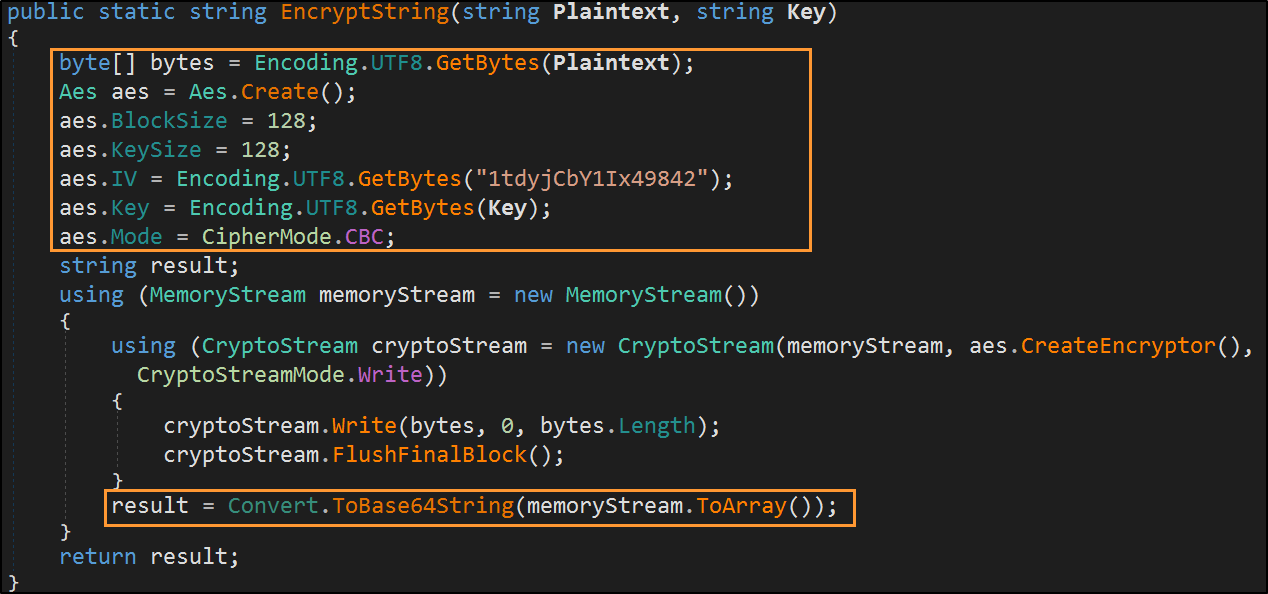 public static string EncryptString(string Plaintext, string Key)
{
byte[] bytes = Encoding.UTF8.GetBytes(Plaintext);
Aes aes = Aes.Create();
aes.BlockSize = 128;
aes.KeySize = 128;
aes.IV = Encoding.UTF8.GetBytes("1tdyjCbY1Ix49842");
aes.Key = Encoding.UTF8.GetBytes(Key);
aes.Mode = CipherMode.CBC;
string result;
using (MemoryStream memoryStream = new MemoryStream())
{
using (CryptoStream cryptoStream = new CryptoStream(memoryStream, aes.CreateEncryptor(),
CryptoStreamMode.Write))
{
cryptoStream.Write(bytes, 0, bytes.Length);
cryptoStream.FlushFinalBlock();
}
result = Convert.ToBase64String(memoryStream.ToArray());
}
return result;
}